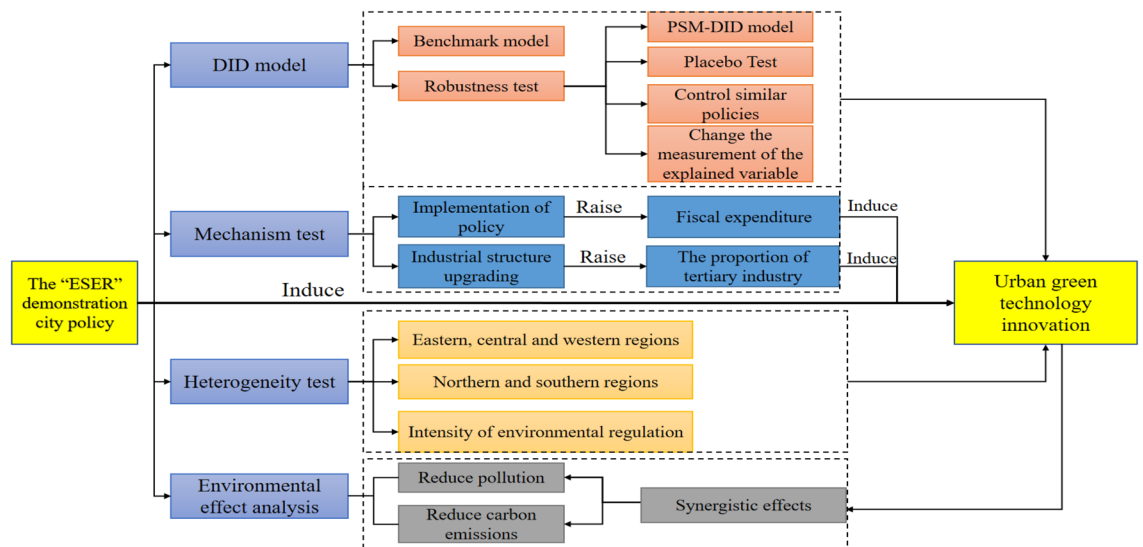 The “ESER”
demonstration
city policy
DID model
Mechanism test
Heterogeneity test
Environmental
effect analysis
Induce
Benchmark model
Robustness test
PSM-DID model
Placebo Test
Control similar
policies
Change the
measurement of the
explained variable
Implementation of
policy
Raise
Fiscal expenditure
Induce
Industrial structure
upgrading
Raise
The proportion of
tertiary industry
Induce
Eastern, central and western regions
Northern and southern regions
Intensity of environmental regulation
Reduce pollution
Reduce carbon
emissions
Synergistic effects
Urban green
technology
innovation